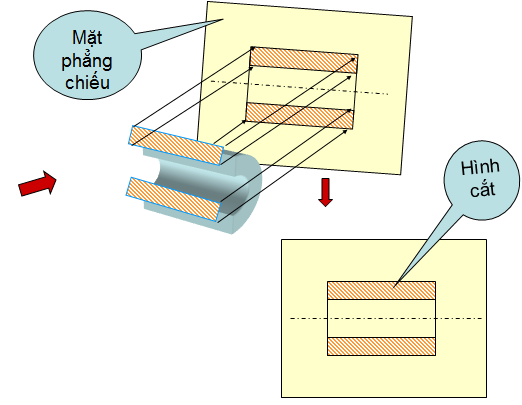 Mặt
phẳng
chiếu
Hình
cắt